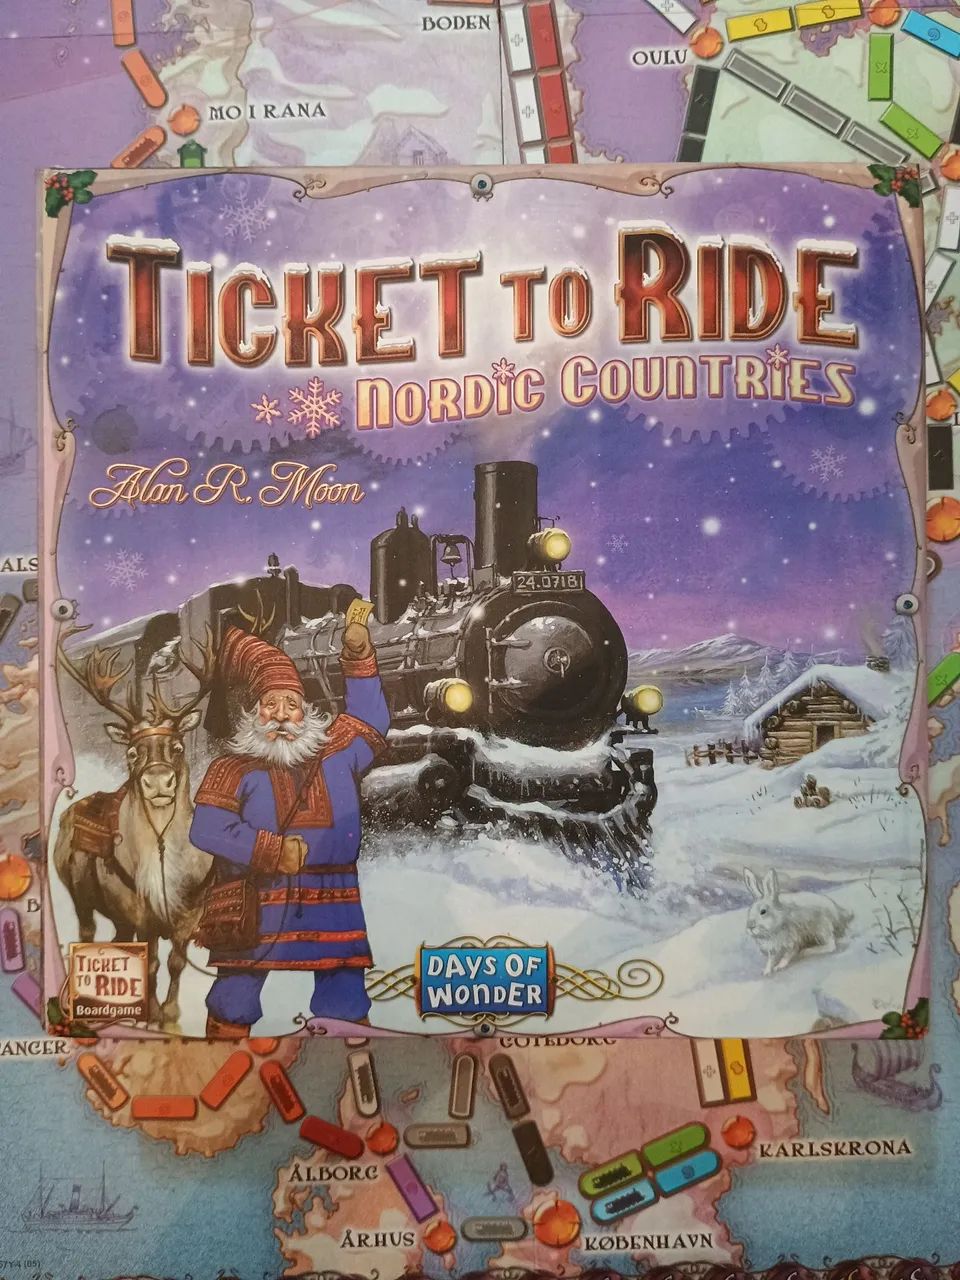 BODEN
OULU
MO I RANA
TICKET TO RIDE
NORDIC COUNTRIES
Alan R. Moon
24.0718
TICKET
TO RIDE
Boardgame
DAYS OF
WONDER
GÖTEBORG
KARLSKRONA
ÅLBORG
ÅRHUS
KØBENHAVN